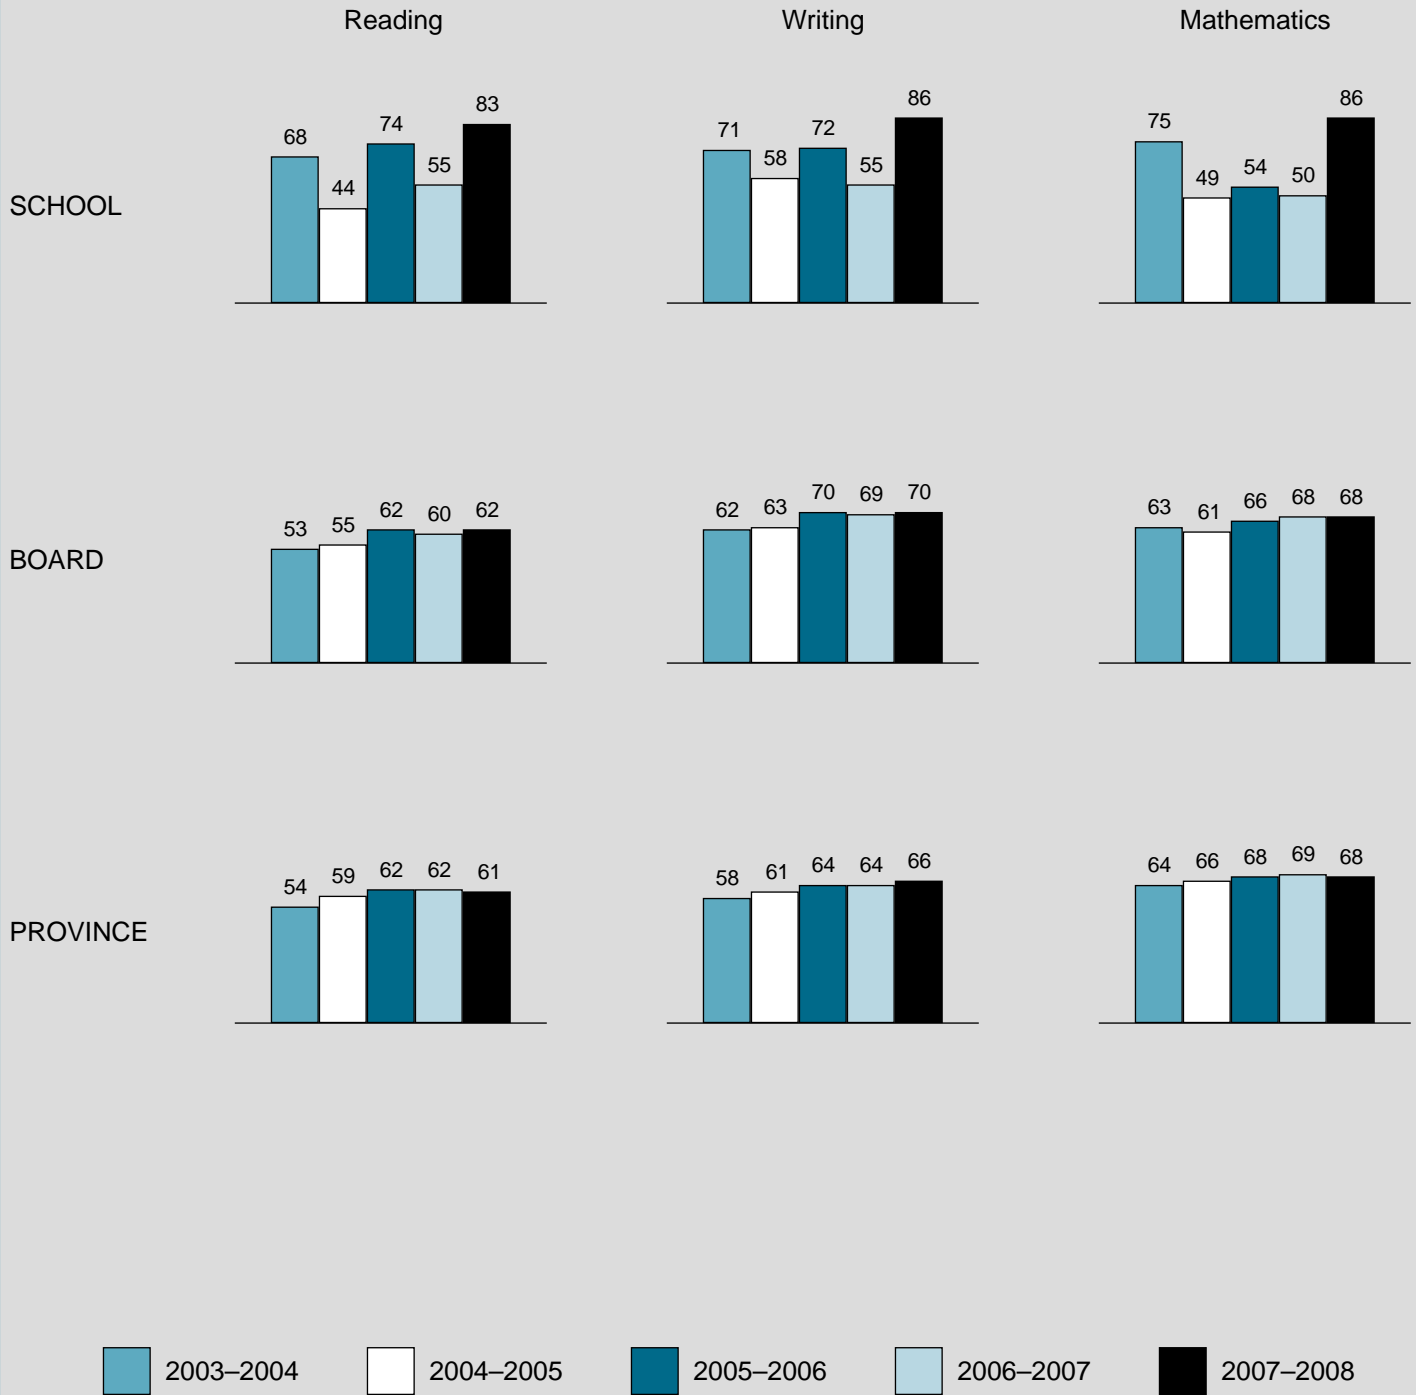 Reading Writing Mathematics
SCHOOL
68 44 74 55 83
71 58 72 55 86
75 49 54 50 86
BOARD
53 55 62 60 62
62 63 70 69 70
63 61 66 68 68
PROVINCE
54 59 62 62 61
58 61 64 64 66
64 66 68 69 68
2003–2004 2004–2005 2005–2006 2006–2007 2007–2008